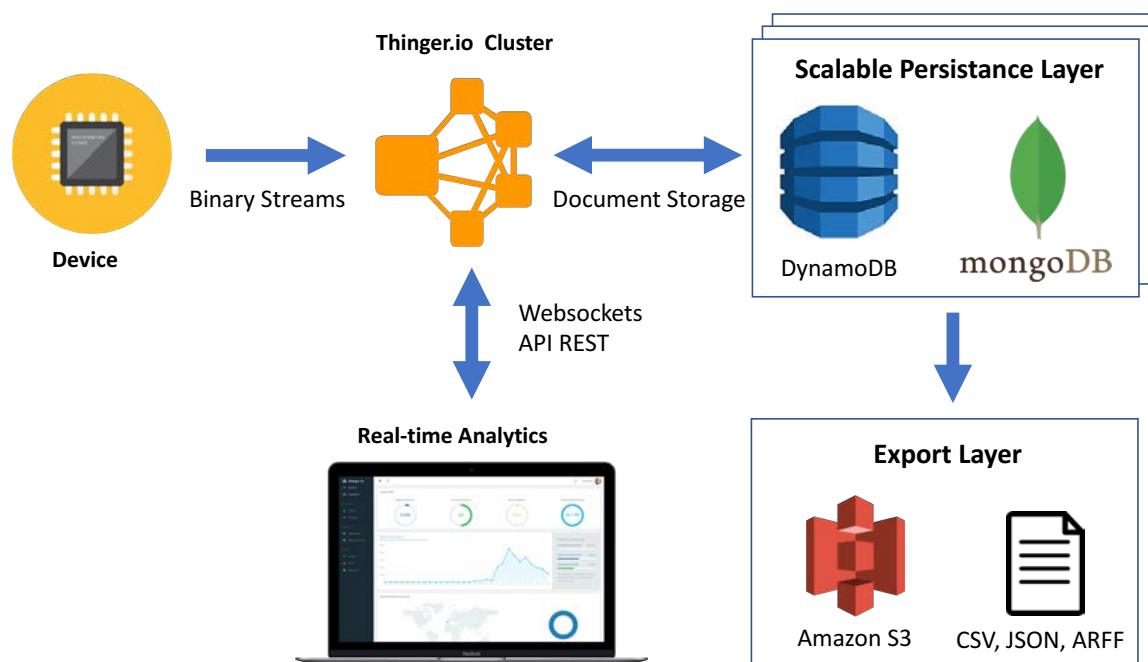 Thinger.io Cluster
Scalable Persistance Layer
Binary Streams
Document Storage
Device
DynamoDB
mongoDB
Websockets
API REST
Real-time Analytics
Export Layer
Amazon S3
CSV, JSON, ARFF